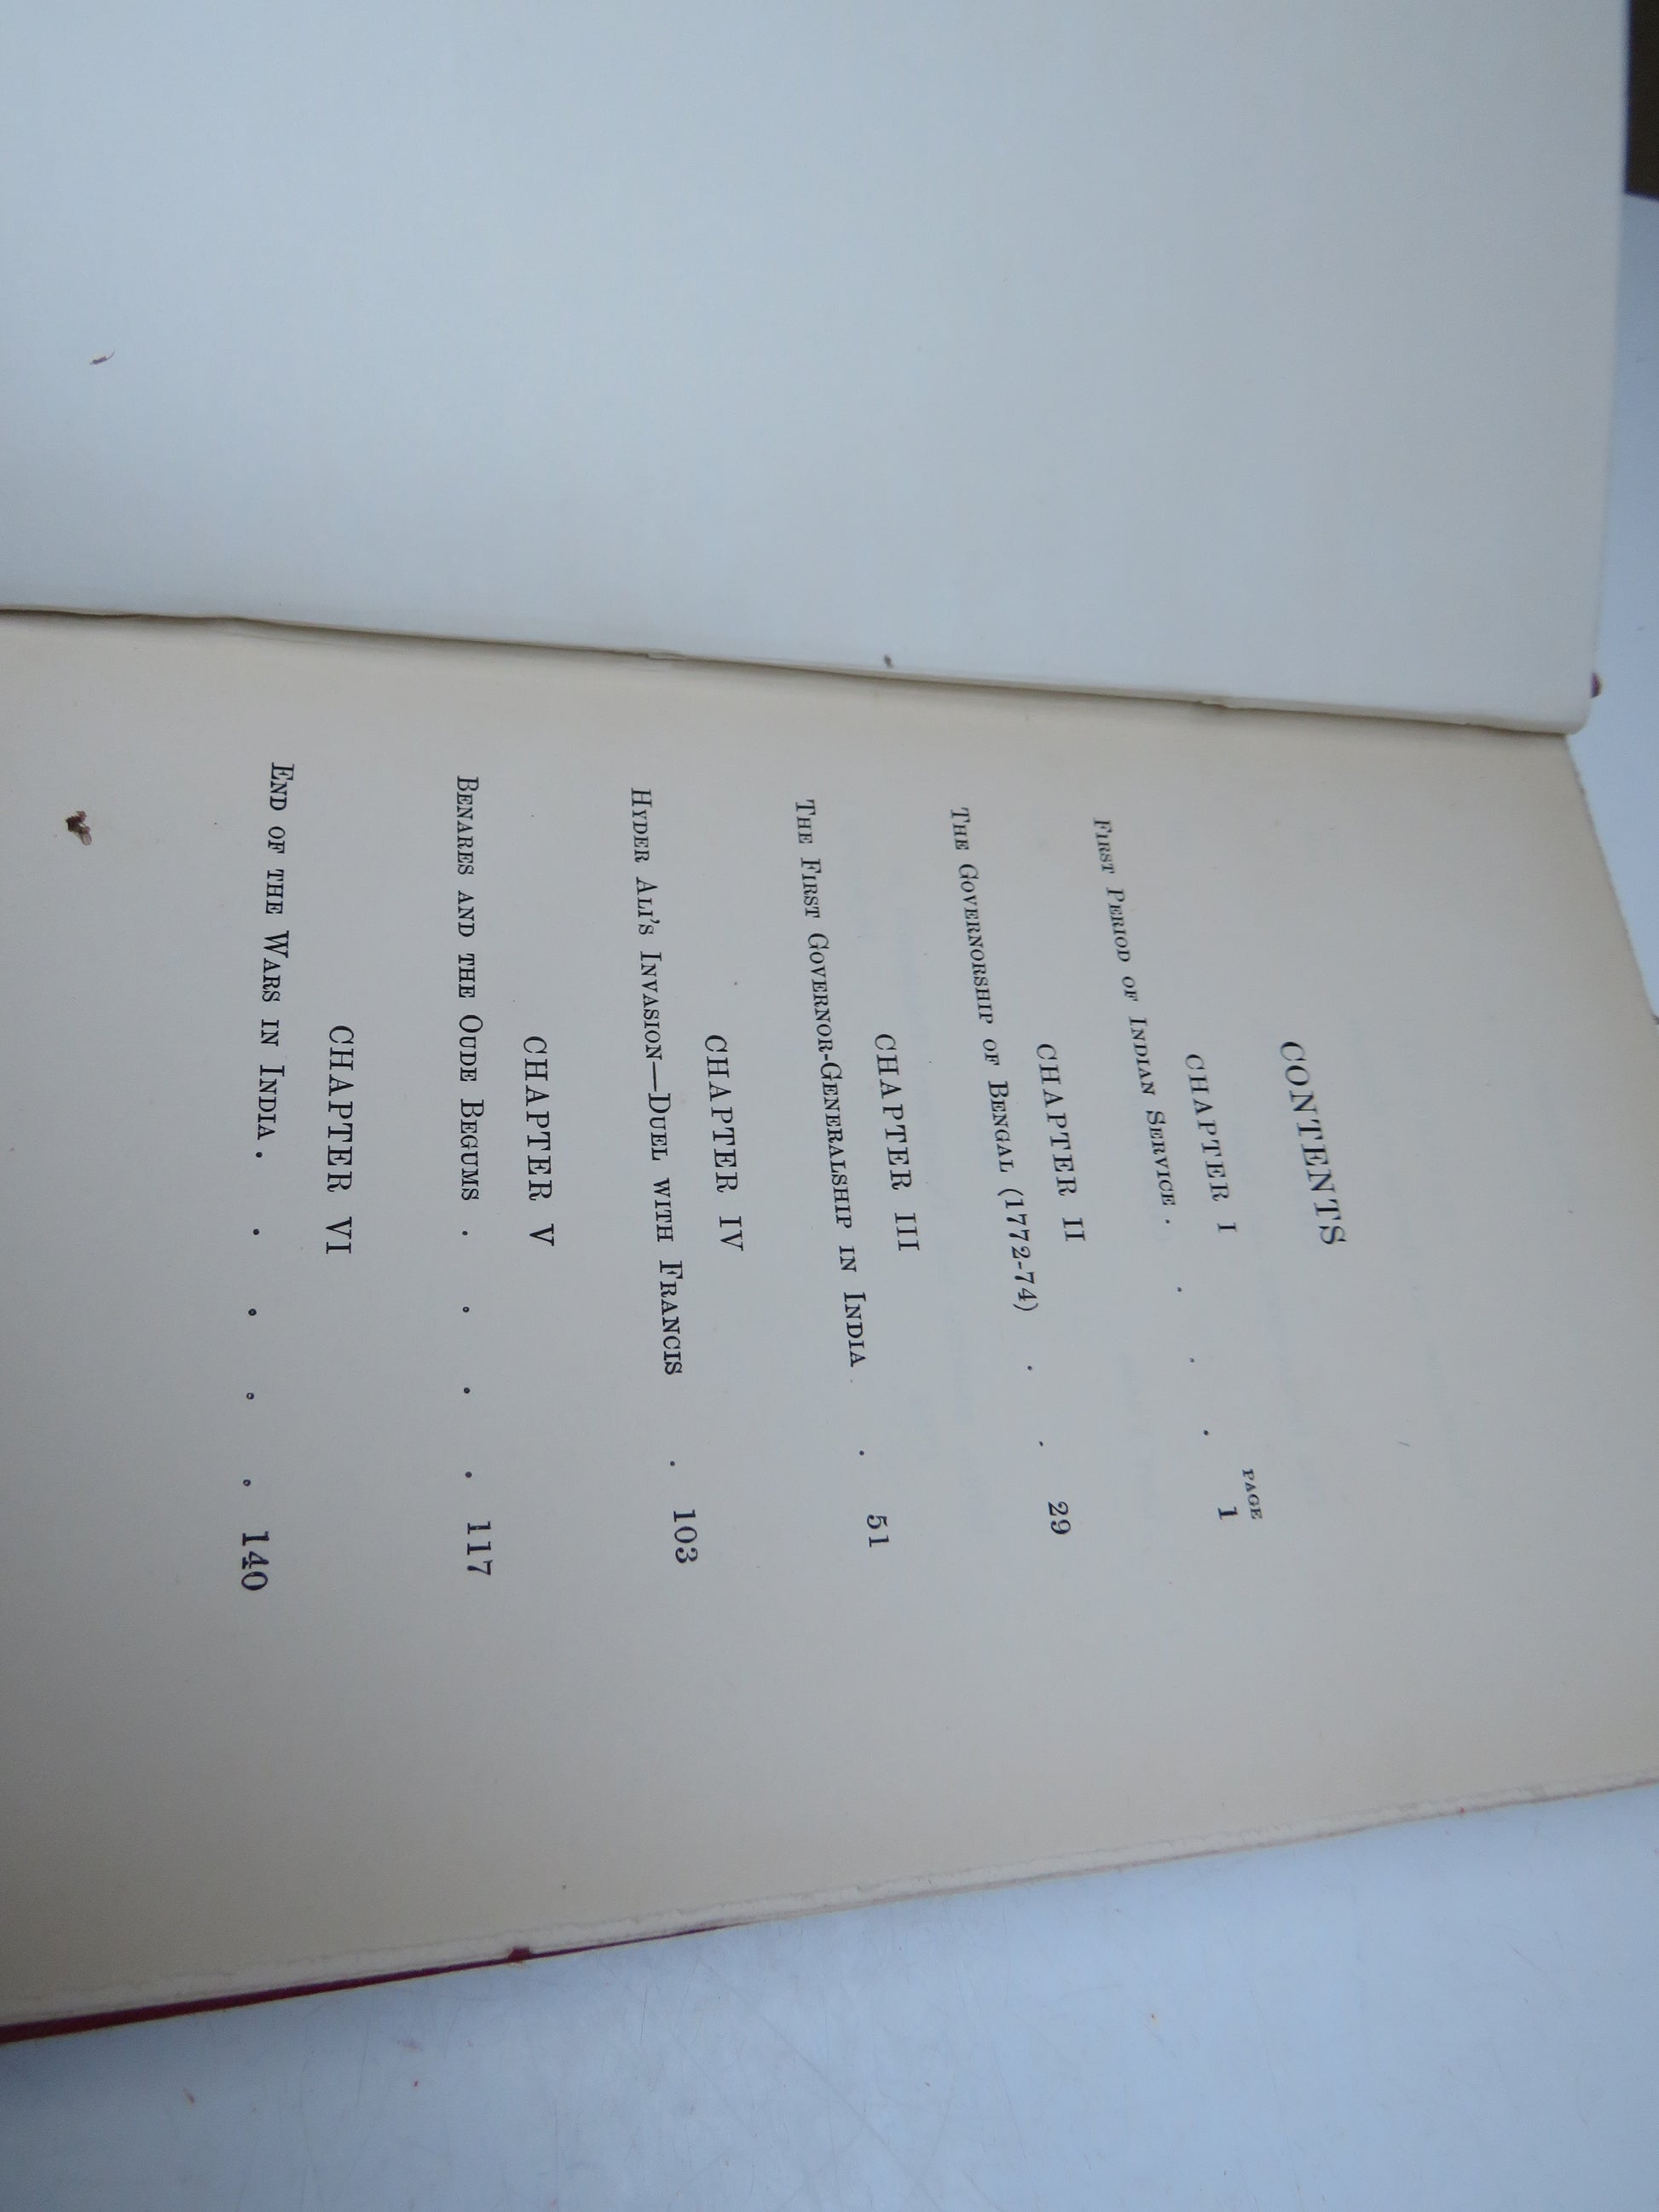 CONTENTS
CHAPTER I
PAGE
First Period of Indian Service . . . . 1
CHAPTER II
The Governorship of Bengal (1772-74) . . 29
CHAPTER III
The First Governor-Generalship in India . . 51
CHAPTER IV
Hyder Ali's Invasion—Duel with Francis . 103
CHAPTER V
Benares and the Oude Begums . . . . 117
CHAPTER VI
End of the Wars in India . . . . . 140